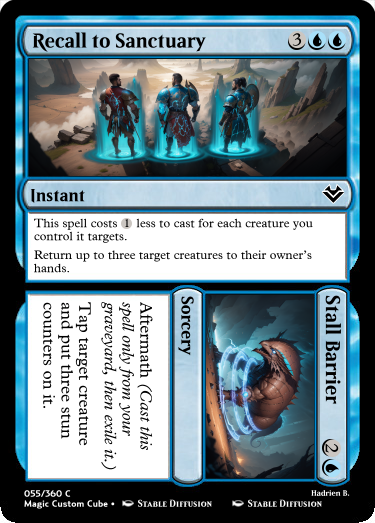 Recall to Sanctuary 3
Instant
This spell costs 1 less to cast for each creature you
control it targets.
Return up to three target creatures to their owner's
hands.
Stall Barrier 2
Sorcery
Aftermath (Cast this
spell only from your
graveyard, then exile it.)
Tap target creature
and put three stun
counters on it.
055/360 C
Hadrien B.
Magic Custom Cube • Stable Diffusion Stable Diffusion